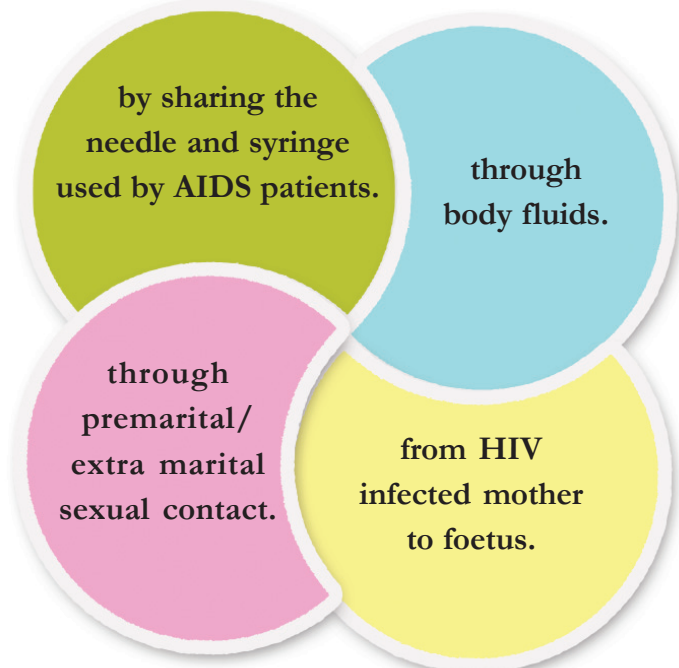 by sharing the
needle and syringe
used by AIDS patients.
through
body fluids.
through
premarital/
extra marital
sexual contact.
from HIV
infected mother
to foetus.